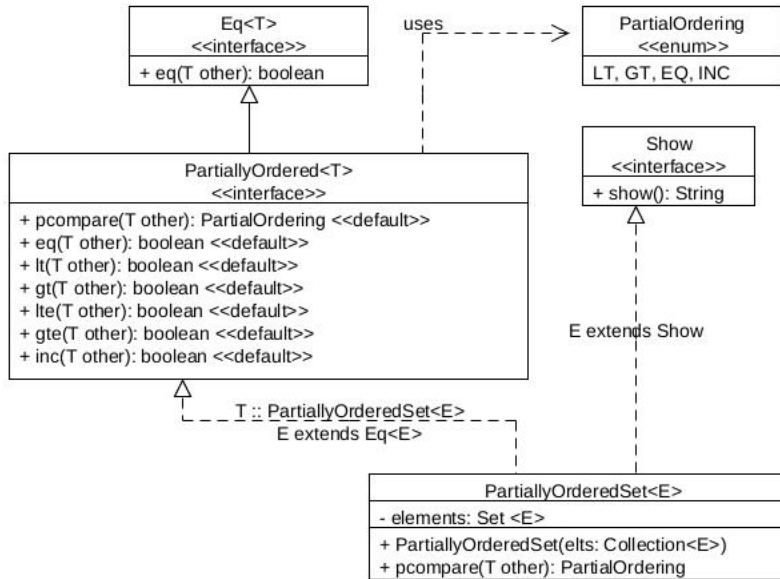 Eq<T>
<<interface>>
+ eq(T other): boolean
uses
PartialOrdering
<<enum>>
LT, GT, EQ, INC
PartiallyOrdered<T>
<<interface>>
+ pcompare(T other): PartialOrdering <<default>>
+ eq(T other): boolean <<default>>
+ lt(T other): boolean <<default>>
+ gt(T other): boolean <<default>>
+ lte(T other): boolean <<default>>
+ gte(T other): boolean <<default>>
+ inc(T other): boolean <<default>>
Show
<<interface>>
+ show(): String
E extends Show
T :: PartiallyOrderedSet<E>
E extends Eq<E>
PartiallyOrderedSet<E>
- elements: Set <E>
+ PartiallyOrderedSet(elts: Collection<E>)
+ pcompare(T other): PartialOrdering